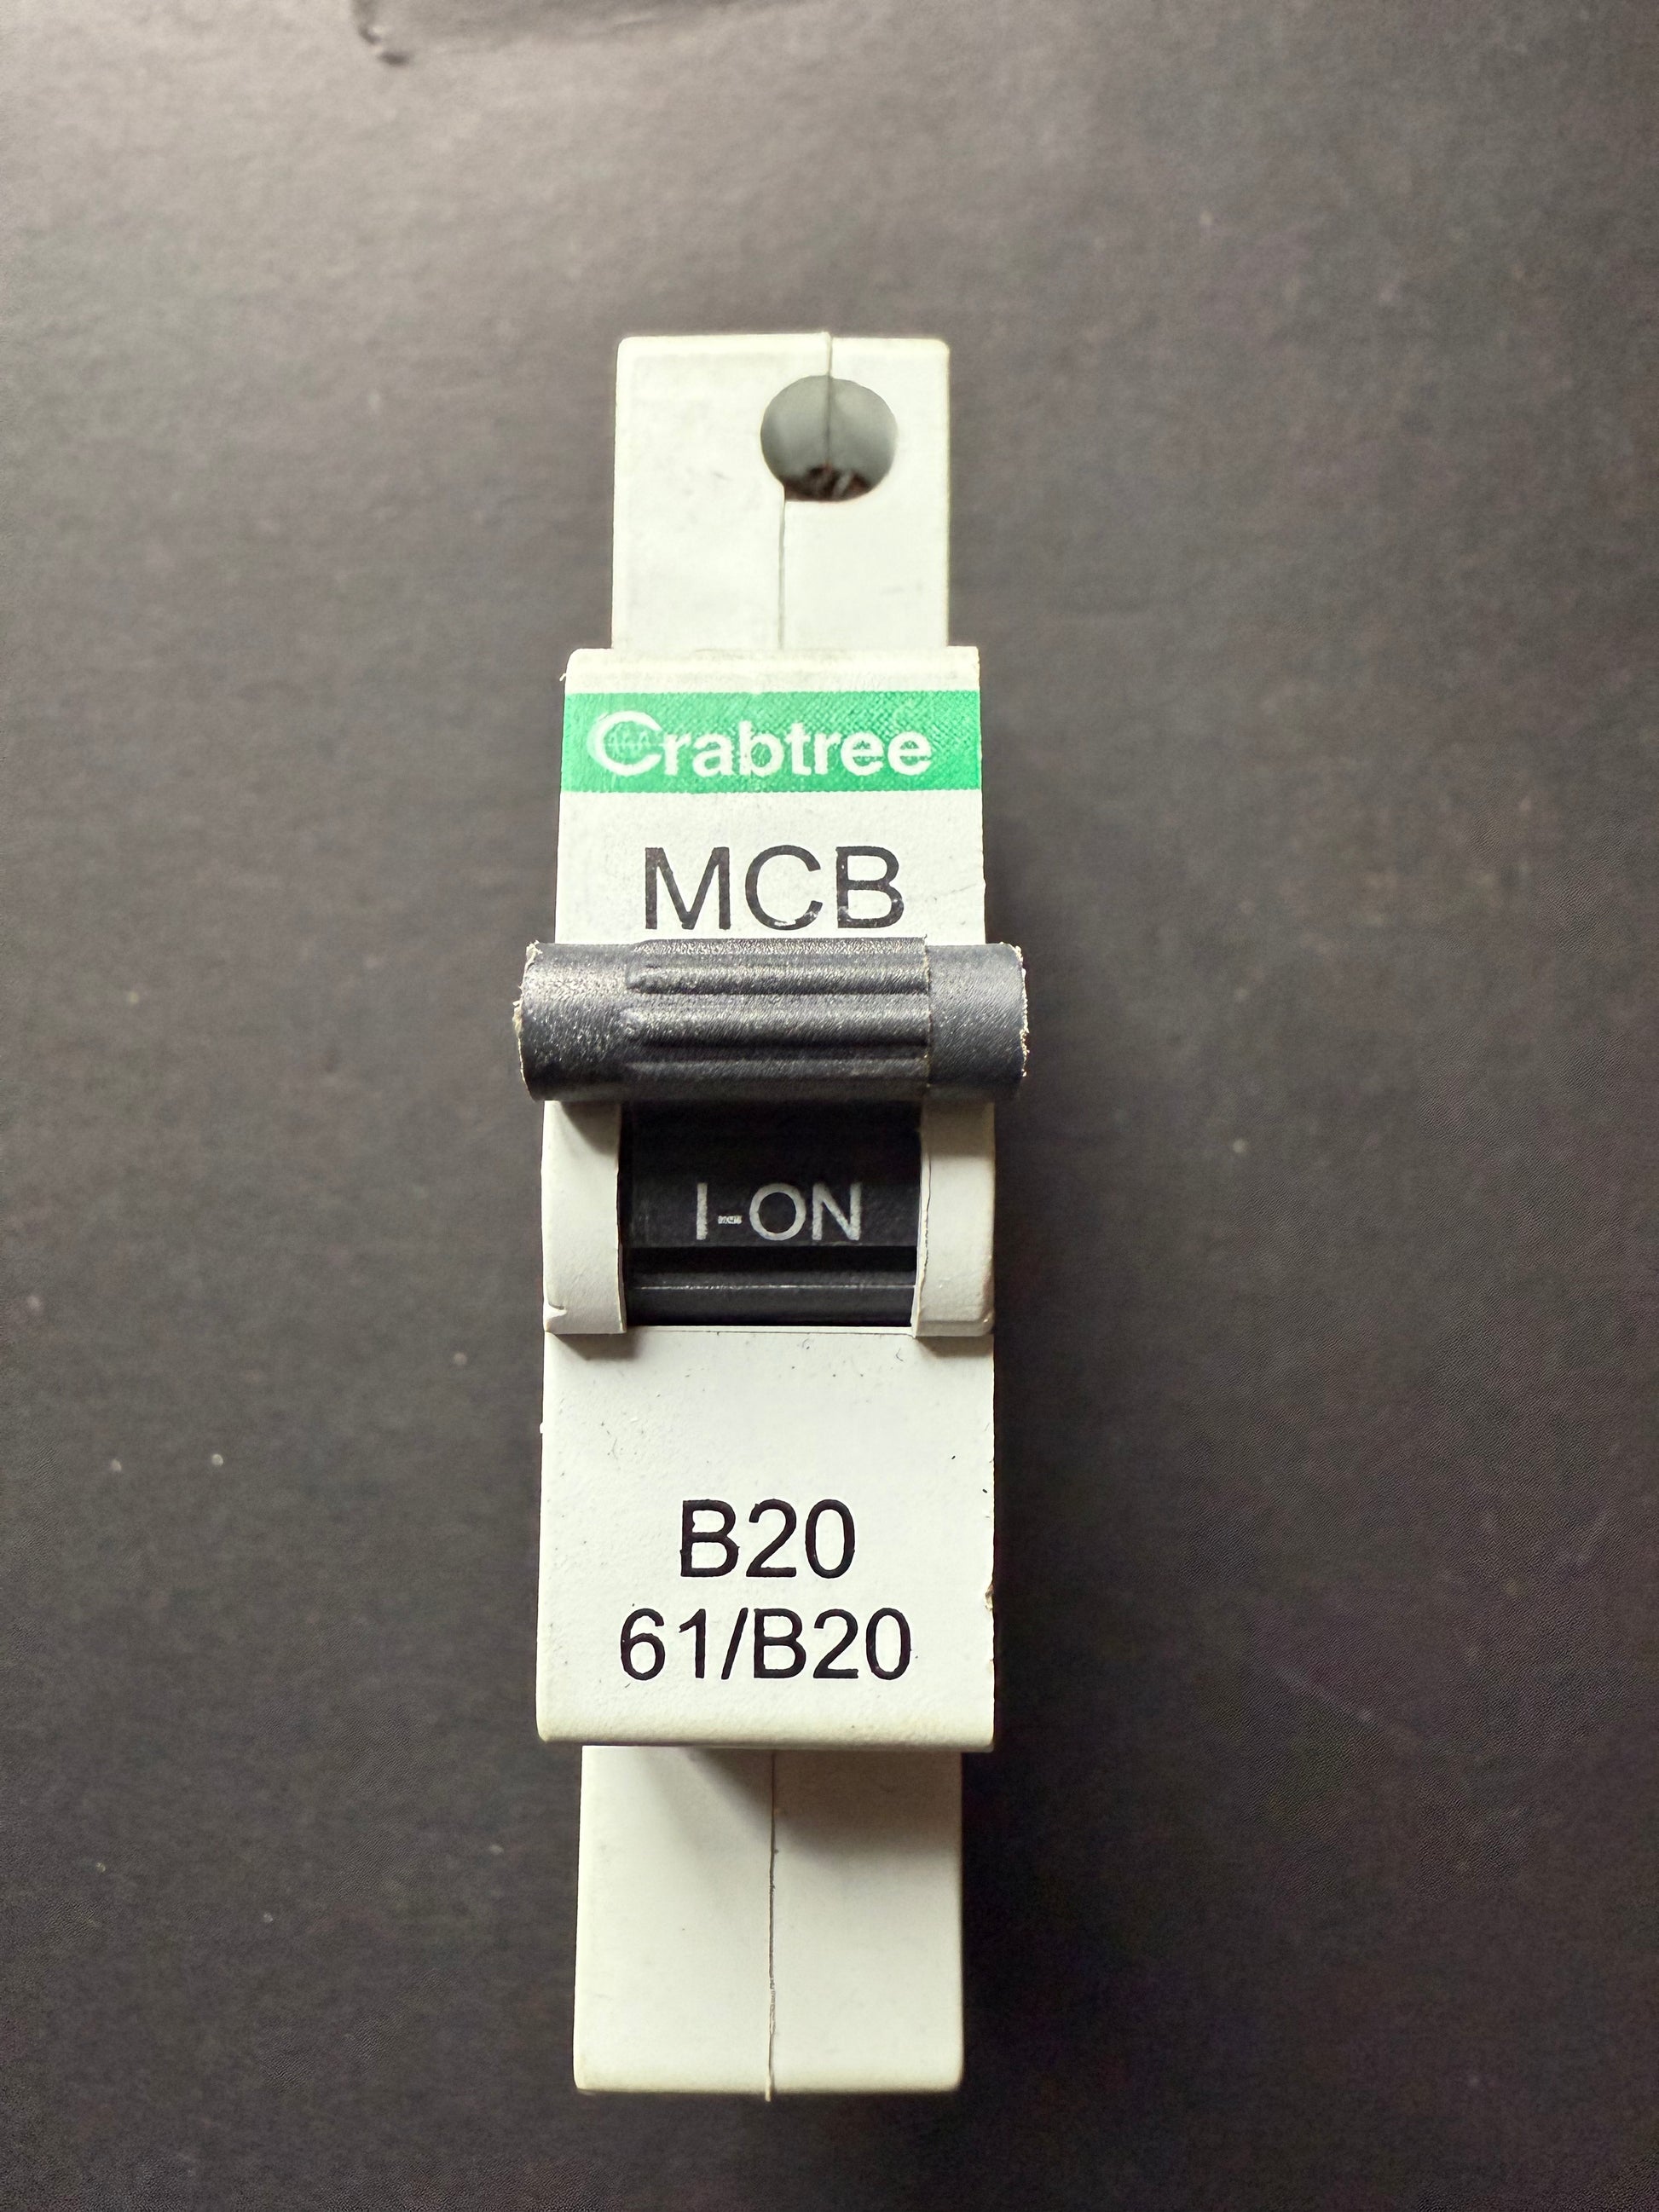 Crabtree
MCB
I-ON
B20
61/B20